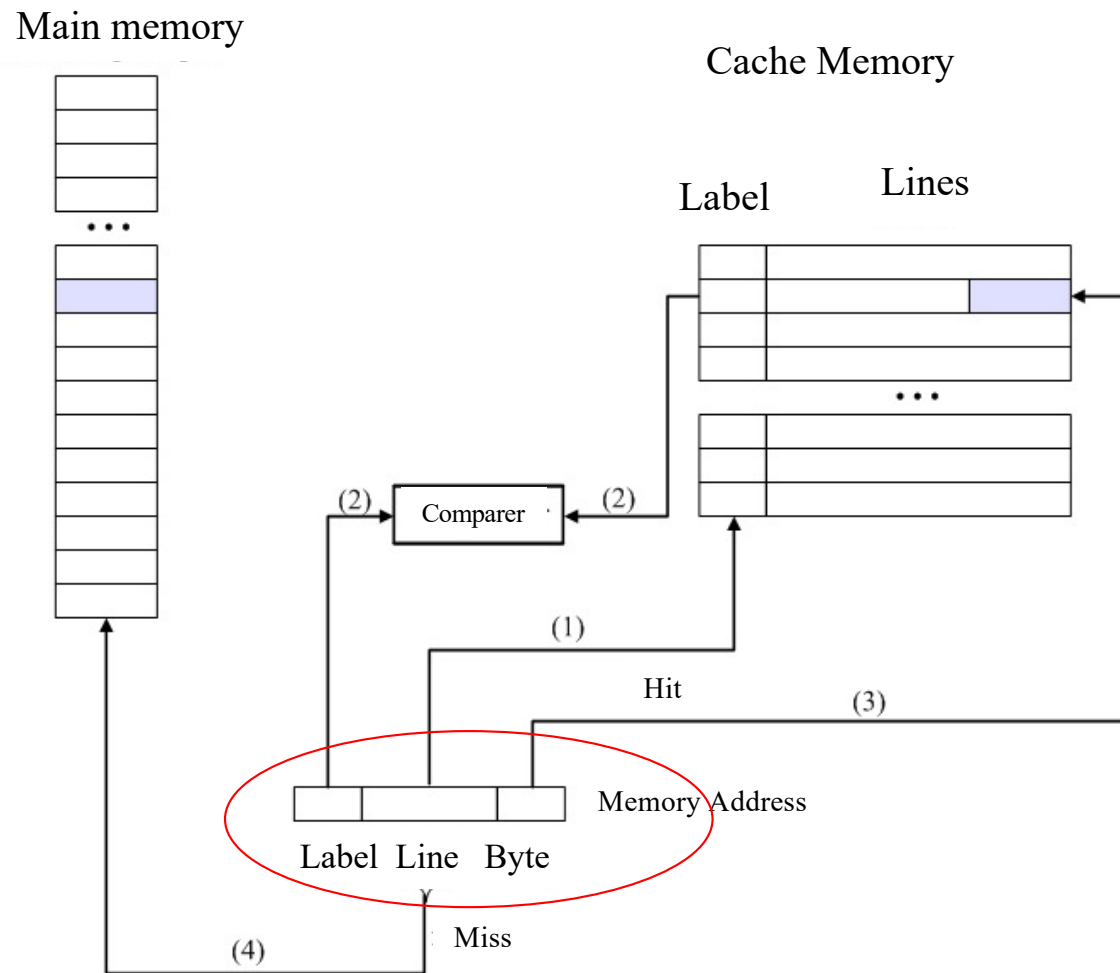 Main memory
Cache Memory
Label
Lines
•••
•••
(2)
Comparer
(2)
(1)
Hit
(3)
Memory Address
Label Line Byte
Miss
(4)